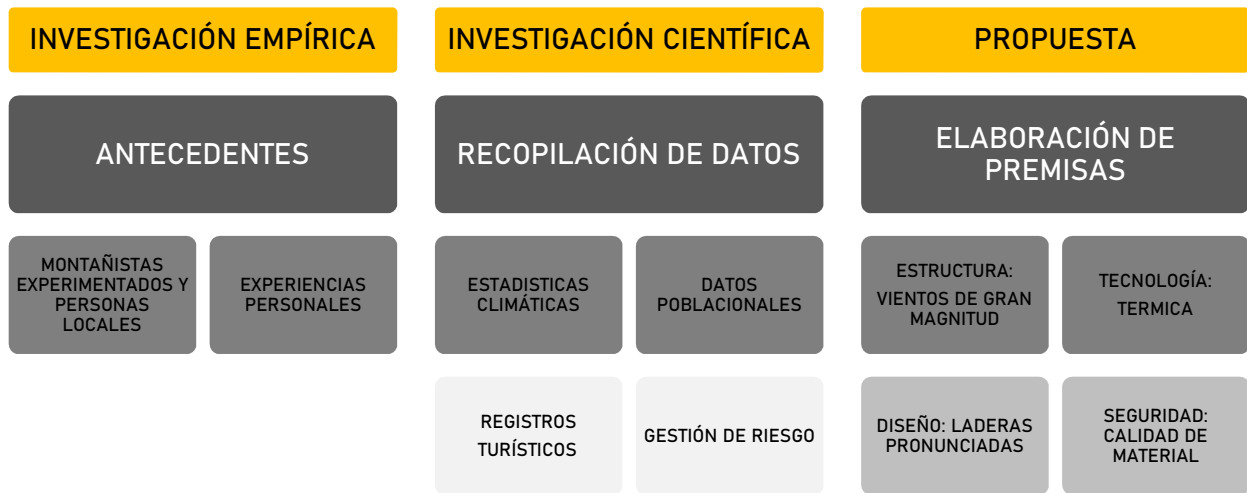 INVESTIGACIÓN EMPÍRICA
ANTECEDENTES
MONTAÑISTAS
EXPERIMENTADOS Y
PERSONAS
LOCALES
EXPERIENCIAS
PERSONALES
INVESTIGACIÓN CIENTÍFICA
RECOPILACIÓN DE DATOS
ESTADISTICAS
CLIMÁTICAS
DATOS
POBLACIONALES
REGISTROS
TURÍSTICOS
GESTIÓN DE RIESGO
PROPUESTA
ELABORACIÓN DE
PREMISAS
ESTRUCTURA:
VIENTOS DE GRAN
MAGNITUD
TECNOLOGÍA:
TERMICA
DISEÑO: LADERAS
PRONUNCIADAS
SEGURIDAD:
CALIDAD DE
MATERIAL